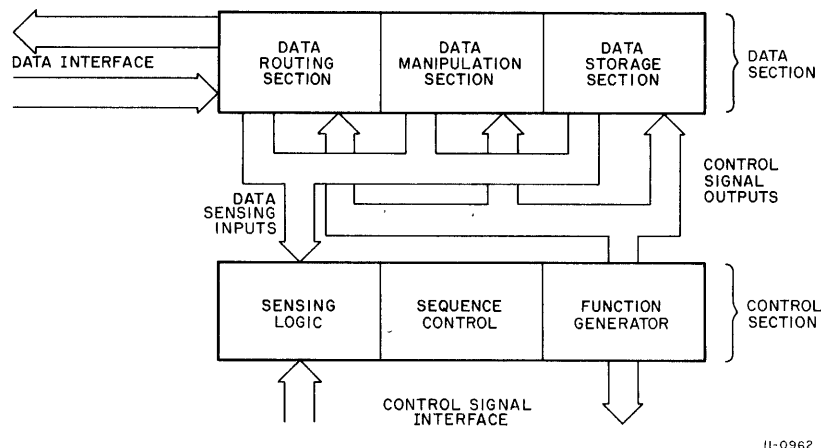 DATA
ROUTING
SECTION
DATA
MANIPULATION
SECTION
DATA
STORAGE
SECTION
DATA
SECTION
DATA INTERFACE
DATA
SENSING
INPUTS
CONTROL
SIGNAL
OUTPUTS
SENSING
LOGIC
SEQUENCE
CONTROL
FUNCTION
GENERATOR
CONTROL
SECTION
CONTROL SIGNAL
INTERFACE
11-0962